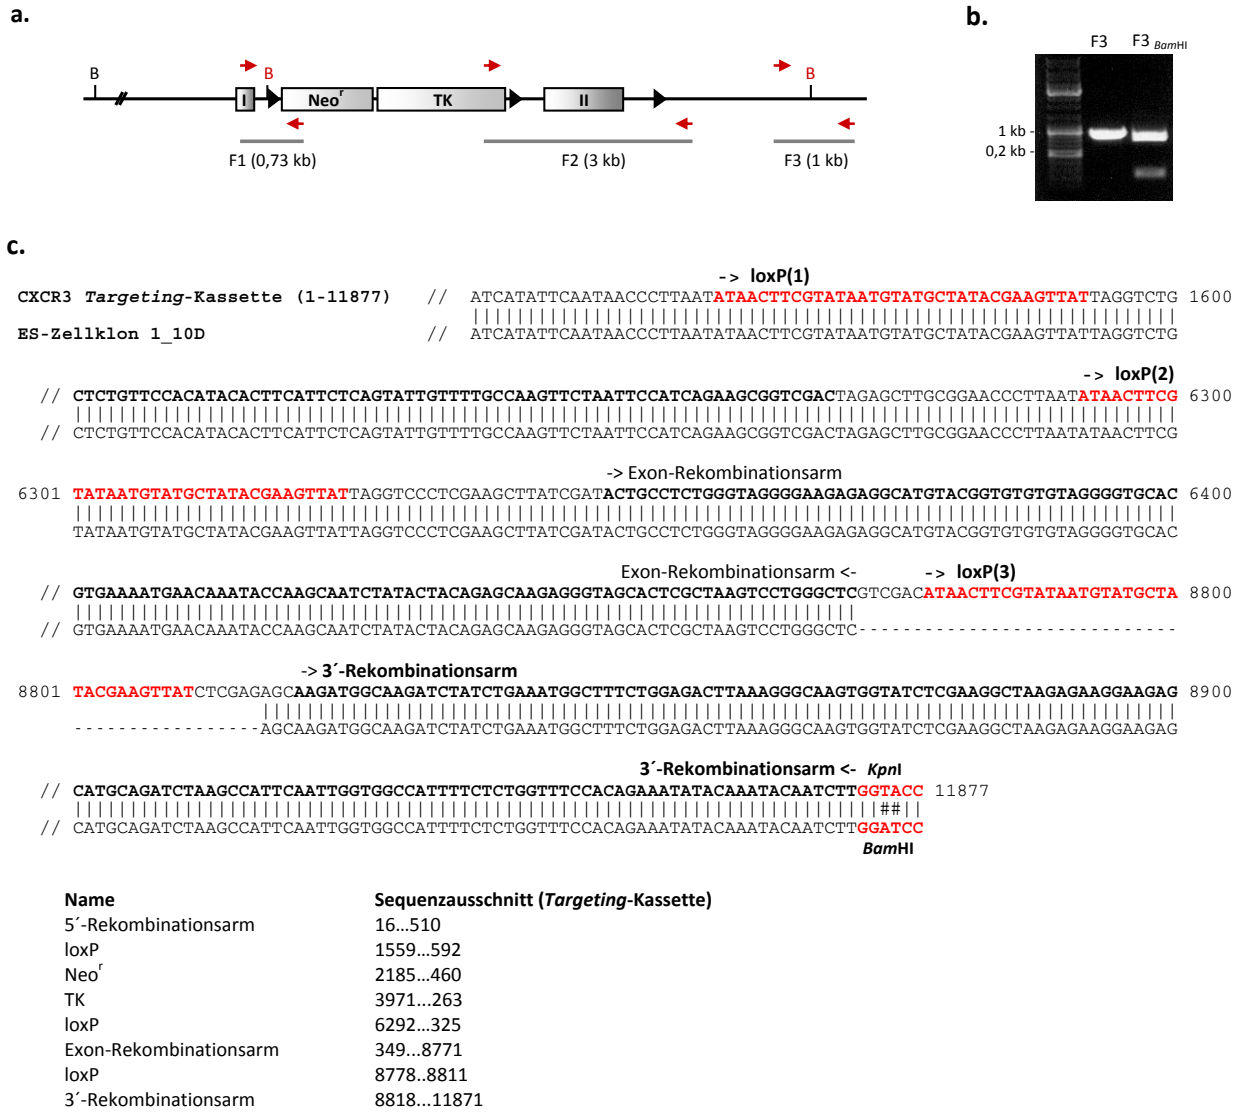 a.
b.
B
B
I
Neo^r
TK
II
F1 (0,73 kb)
F2 (3 kb)
F3 (1 kb)
F3
F3 BamHI
1 kb -
0,2 kb -
c.
-> loxP(1)
CXCR3 Targeting-Kassette (1-11877) // ATCATATTCAATAACCCTTAATATAACTTCGTATAATGTATGCTATACGAAGTTATTAGGTCTG 1600
ES-Zellklon 1_10D // ATCATATTCAATAACCCTTAATATAACTTCGTATAATGTATGCTATACGAAGTTATTAGGTCTG
-> loxP(2)
// CTCTGTTCCACATACACTTCATTCTCAGTATTGTTTTGCCAAGTTCTAATTCCATCAGAAGCGGTCGACTAGAGCTTGCGGAACCCTTAATATAACTTCG 6300
// CTCTGTTCCACATACACTTCATTCTCAGTATTGTTTTGCCAAGTTCTAATTCCATCAGAAGCGGTCGACTAGAGCTTGCGGAACCCTTAATATAACTTCG
-> Exon-Rekombinationsarm
6301 TATAATGTATGCTATACGAAGTTATTAGGTCCCTCGAAGCTTATCGATACTGCCTCTGGGTAGGGGAAGAGAGGCATGTACGGTGTGTGTAGGGGTGCAC 6400
TATAATGTATGCTATACGAAGTTATTAGGTCCCTCGAAGCTTATCGATACTGCCTCTGGGTAGGGGAAGAGAGGCATGTACGGTGTGTGTAGGGGTGCAC
Exon-Rekombinationsarm <- -> loxP(3)
// GTGAAAATGAACAAATACCAAGCAATCTATACTACAGAGCAAGAGGGTAGCACTCGCTAAGTCCTGGGCTCGTCGACATAACTTCGTATAATGTATGCTA 8800
// GTGAAAATGAACAAATACCAAGCAATCTATACTACAGAGCAAGAGGGTAGCACTCGCTAAGTCCTGGGCTC-----------------------------
-> 3´-Rekombinationsarm
8801 TACGAAGTTATCTCGAGAGCAAGATGGCAAGATCTATCTGAAATGGCTTTCTGGAGACTTAAAGGGCAAGTGGTATCTCGAAGGCTAAGAGAAGGAAGAG 8900
-----------------AGCAAGATGGCAAGATCTATCTGAAATGGCTTTCTGGAGACTTAAAGGGCAAGTGGTATCTCGAAGGCTAAGAGAAGGAAGAG
3´-Rekombinationsarm <- KpnI
// CATGCAGATCTAAGCCATTCAATTGGTGGCCATTTTCTCTGGTTTCCACAGAAATATACAAATACAATCTTGGTACC 11877
##
// CATGCAGATCTAAGCCATTCAATTGGTGGCCATTTTCTCTGGTTTCCACAGAAATATACAAATACAATCTTGGATCC
BamHI
Name Sequenzausschnitt (Targeting-Kassette)
5´-Rekombinationsarm 16...510
loxP 1559...592
Neo^r 2185...460
TK 3971...263
loxP 6292...325
Exon-Rekombinationsarm 349...8771
loxP 8778..8811
3´-Rekombinationsarm 8818...11871